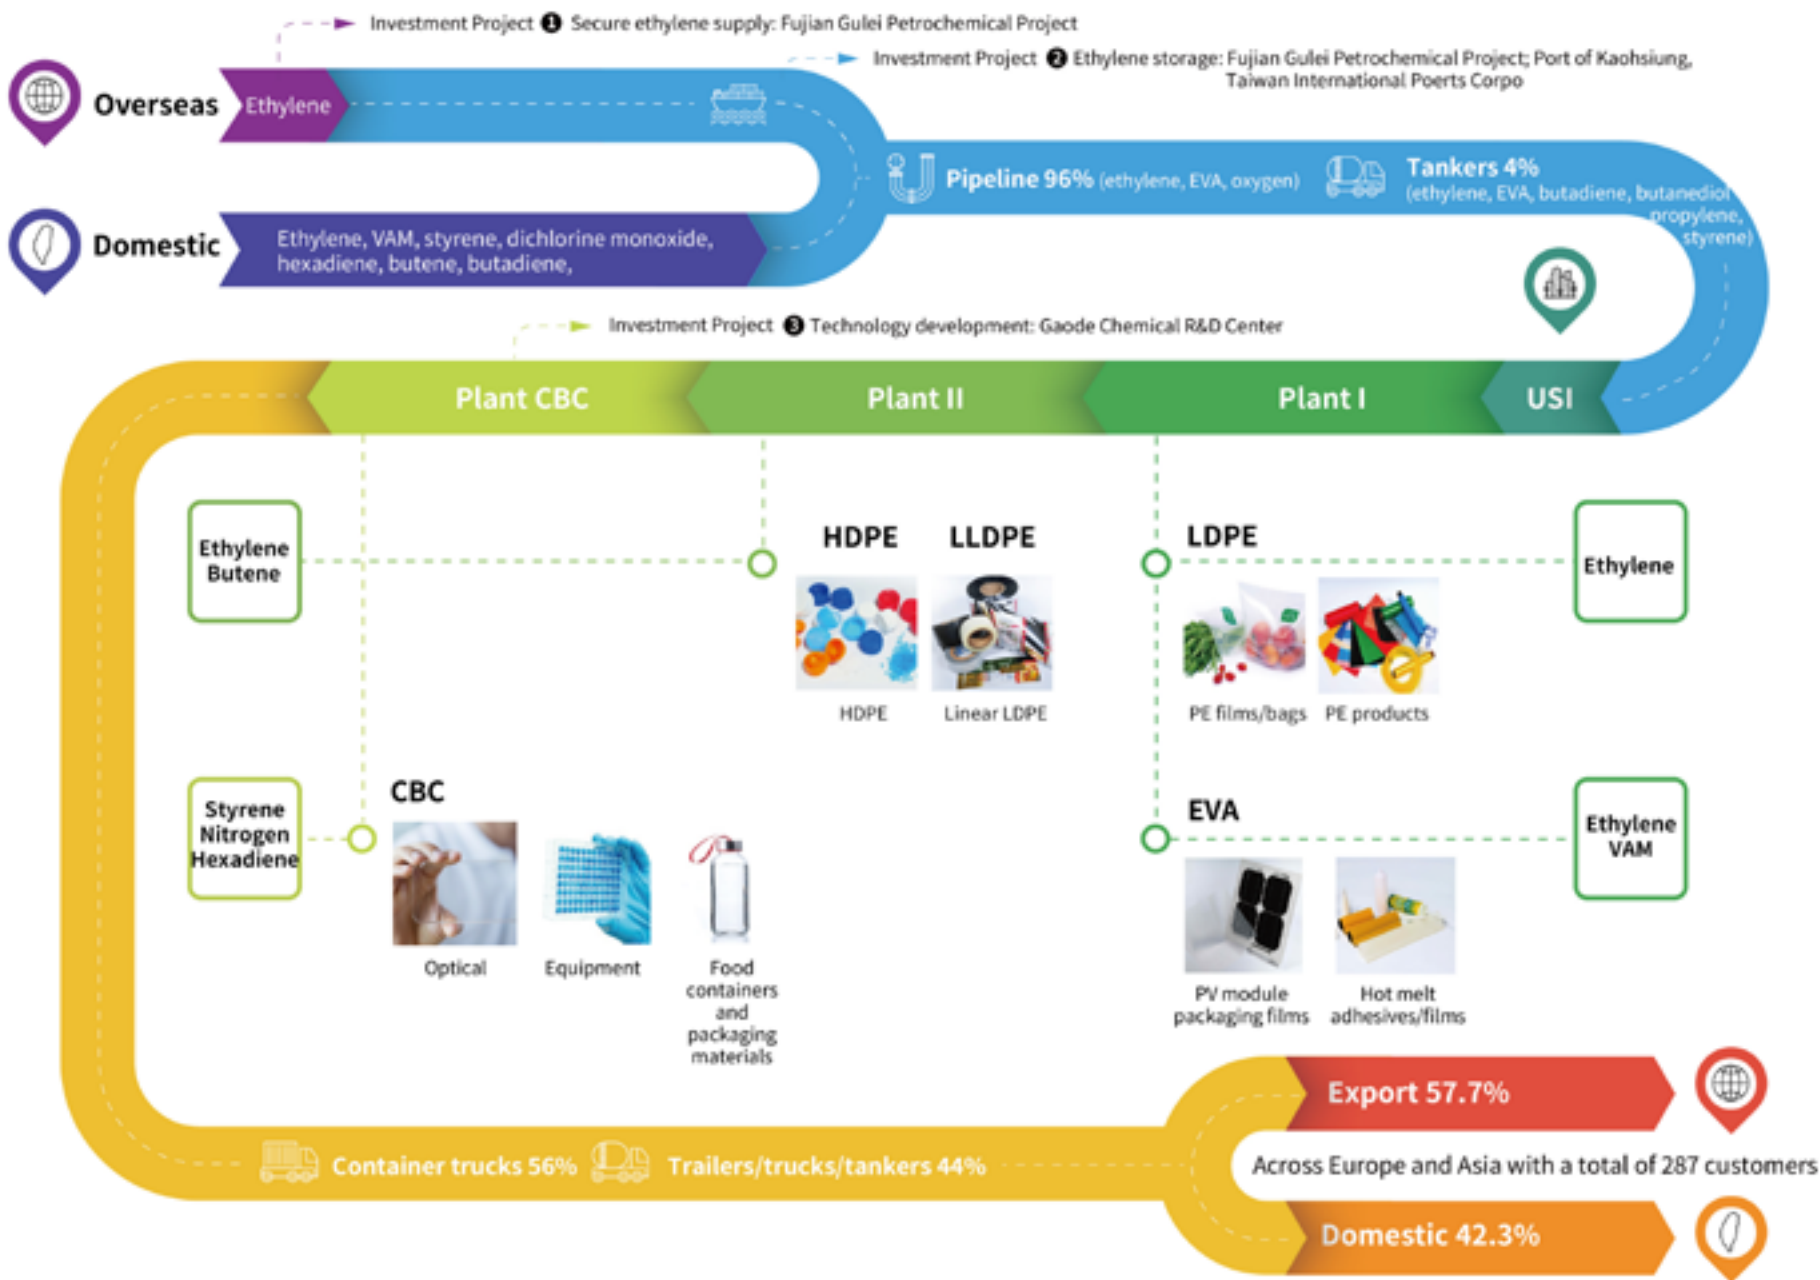 Investment Project ❶ Secure ethylene supply: Fujian Gulei Petrochemical Project
Investment Project ❷ Ethylene storage: Fujian Gulei Petrochemical Project; Port of Kaohsiung,
Taiwan International Poerts Corpo
Overseas
Ethylene
Pipeline 96% (ethylene, EVA, oxygen)
Tankers 4%
(ethylene, EVA, butadiene, butanediol
propylene,
styrene)
Domestic
Ethylene, VAM, styrene, dichlorine monoxide,
hexadiene, butene, butadiene,
Investment Project ❸ Technology development: Gaode Chemical R&D Center
Plant CBC
Plant II
Plant I
USI
Ethylene
Butene
HDPE
LLDPE
LDPE
Ethylene
HDPE
Linear LDPE
PE films/bags
PE products
Styrene
Nitrogen
Hexadiene
CBC
EVA
Ethylene
VAM
Optical
Equipment
Food
containers
and
packaging
materials
PV module
packaging films
Hot melt
adhesives/films
Export 57.7%
Container trucks 56%
Trailers/trucks/tankers 44%
Across Europe and Asia with a total of 287 customers
Domestic 42.3%